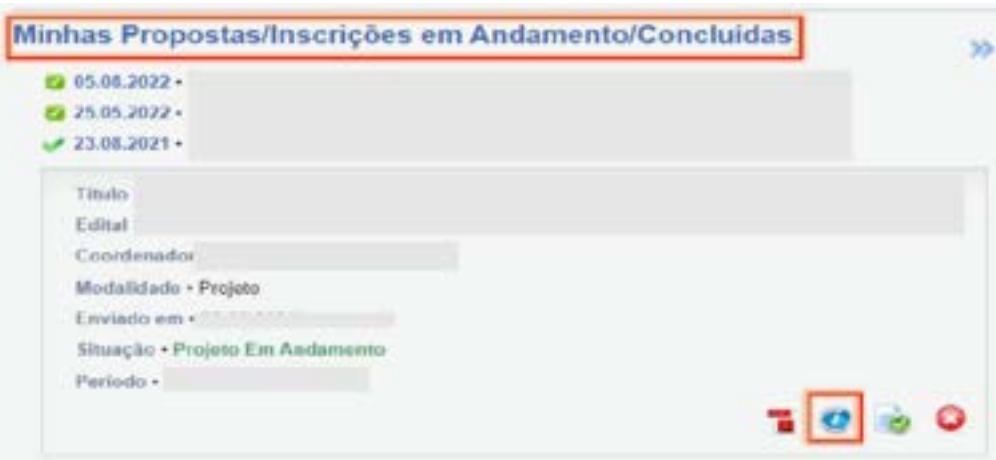 Minhas Propostas/Inscrições em Andamento/Concluídas
05.08.2022 •
25.05.2022 •
23.08.2021 •
Título
Edital
Coordenador
Modalidade • Projeto
Enviado em •
Situação • Projeto Em Andamento
Período •